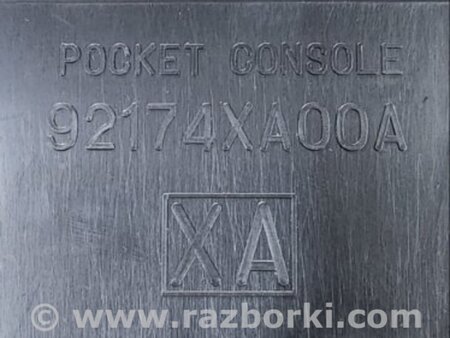 POCKET CONSOLE
92174XA00A
XA
© www.razborki.com